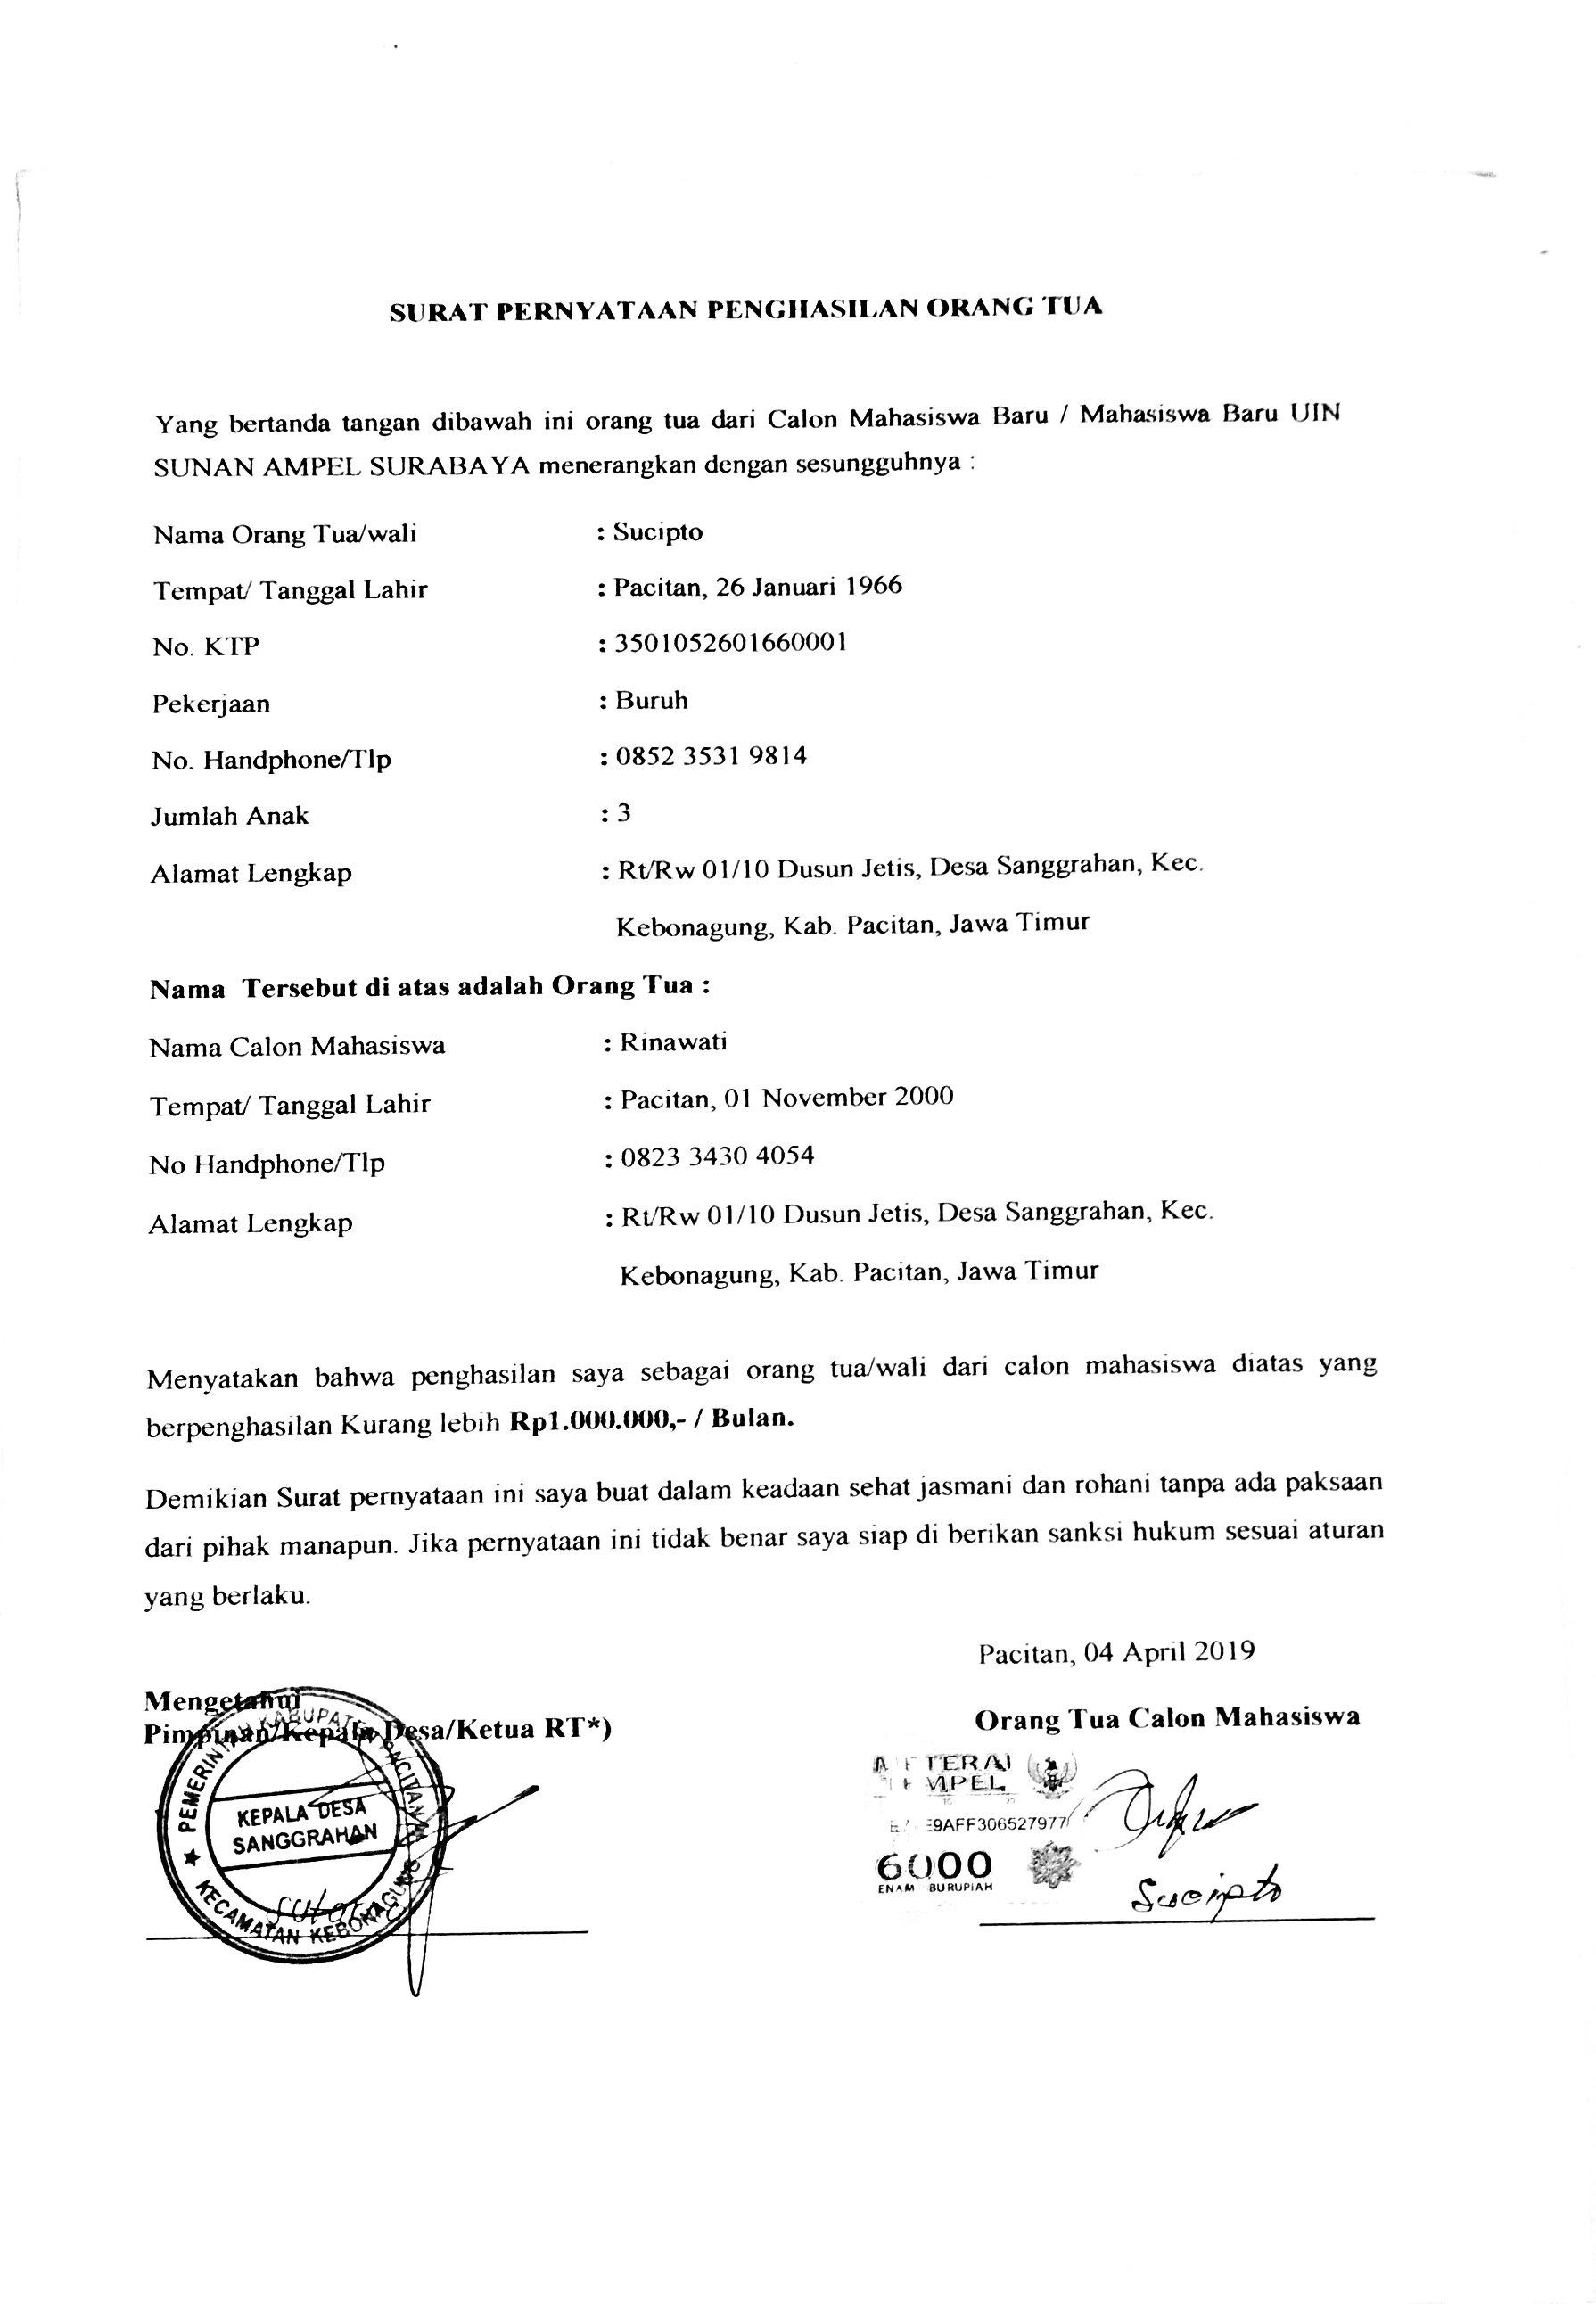 SURAT PERNYATAAN PENGHASILAN ORANG TUA
Yang bertanda tangan dibawah ini orang tua dari Calon Mahasiswa Baru / Mahasiswa Baru UIN
SUNAN AMPEL SURABAYA menerangkan dengan sesungguhnya :
Nama Orang Tua/wali : Sucipto
Tempat/ Tanggal Lahir : Pacitan, 26 Januari 1966
No. KTP : 3501052601660001
Pekerjaan : Buruh
No. Handphone/Tlp : 0852 3531 9814
Jumlah Anak : 3
Alamat Lengkap : Rt/Rw 01/10 Dusun Jetis, Desa Sanggrahan, Kec.
Kebonagung, Kab. Pacitan, Jawa Timur
Nama Tersebut di atas adalah Orang Tua :
Nama Calon Mahasiswa : Rinawati
Tempat/ Tanggal Lahir : Pacitan, 01 November 2000
No Handphone/Tlp : 0823 3430 4054
Alamat Lengkap : Rt/Rw 01/10 Dusun Jetis, Desa Sanggrahan, Kec.
Kebonagung, Kab. Pacitan, Jawa Timur
Menyatakan bahwa penghasilan saya sebagai orang tua/wali dari calon mahasiswa diatas yang
berpenghasilan Kurang lebih Rp1.000.000,- / Bulan.
Demikian Surat pernyataan ini saya buat dalam keadaan sehat jasmani dan rohani tanpa ada paksaan
dari pihak manapun. Jika pernyataan ini tidak benar saya siap di berikan sanksi hukum sesuai aturan
yang berlaku.
Pacitan, 04 April 2019
Mengetahui
Pimpinan/Kepala Desa/Ketua RT*)
Orang Tua Calon Mahasiswa
PEMERINTAH KABUPATEN PACITAN
KEPALA DESA
SANGGRAHAN
KECAMATAN KEBONAGUNG
TERAI
MPEL
E9AFF306527977
6000
ENAM BURUPIAH
Sucipto